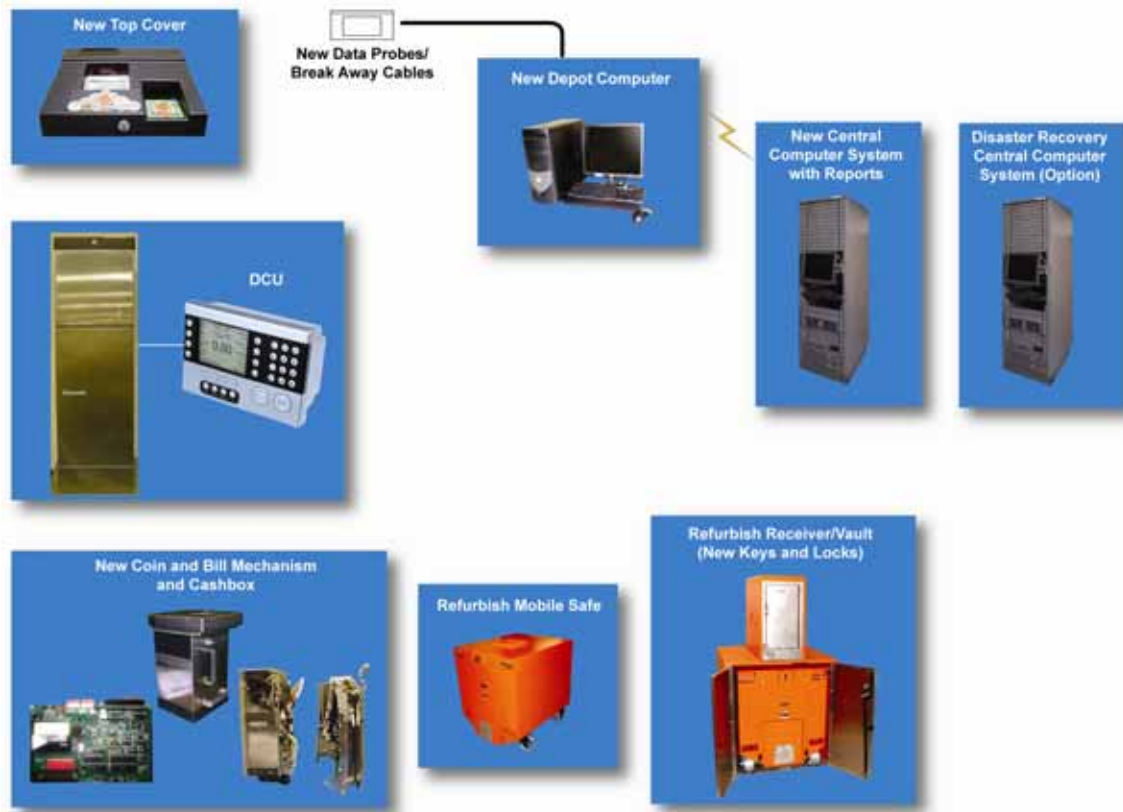 New Top Cover
New Data Probes/
Break Away Cables
New Depot Computer
New Central
Computer System
with Reports
Disaster Recovery
Central Computer
System (Option)
DCU
0.00
New Coin and Bill Mechanism
and Cashbox
Refurbish Mobile Safe
Refurbish Receiver/Vault
(New Keys and Locks)